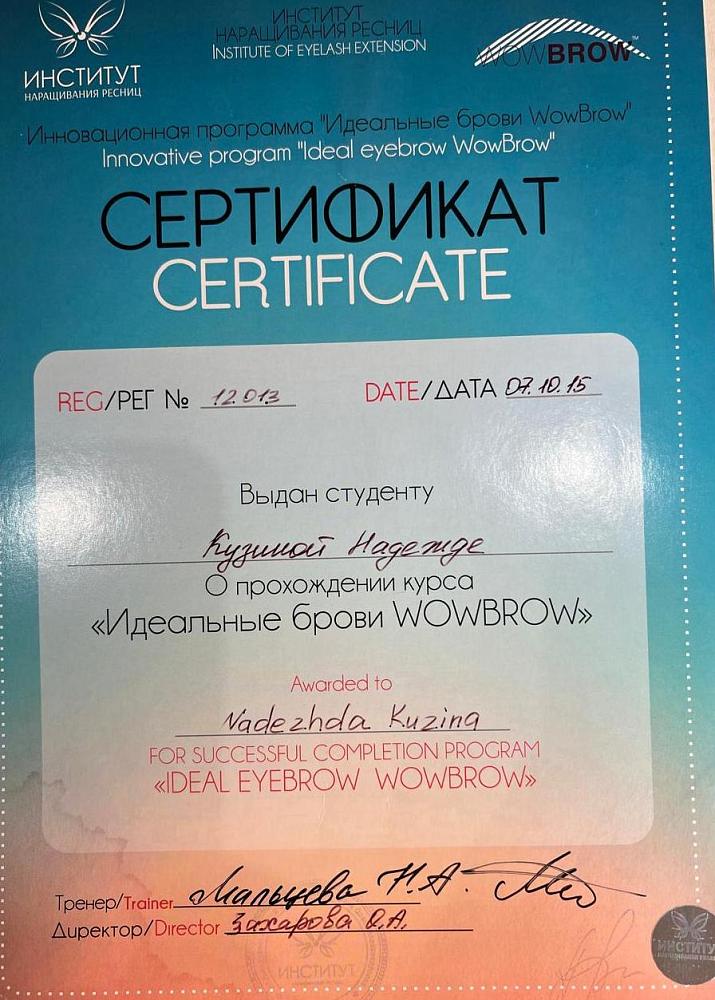 ИНСТИТУТ
НАРАЩИВАНИЯ РЕСНИЦ
ИНСТИТУТ
НАРАЩИВАНИЯ РЕСНИЦ
INSTITUTE OF EYELASH EXTENSION
WOWBROW™
Инновационная программа "Идеальные брови WowBrow"
Innovative program "Ideal eyebrow WowBrow"
СЕРТИФИКАТ
CERTIFICATE
REG/РЕГ № 12.013 DATE/ДАТА 07.10.15
Выдан студенту
Кузиной Надежде
О прохождении курса
«Идеальные брови WOWBROW»
Awarded to
Nadezhda Kuzina
FOR SUCCESSFUL COMPLETION PROGRAM
«IDEAL EYEBROW WOWBROW»
Тренер/Trainer Мальцева Н.А.
Директор/Director Захарова О.А.
ИНСТИТУТ
ИНСТИТУ